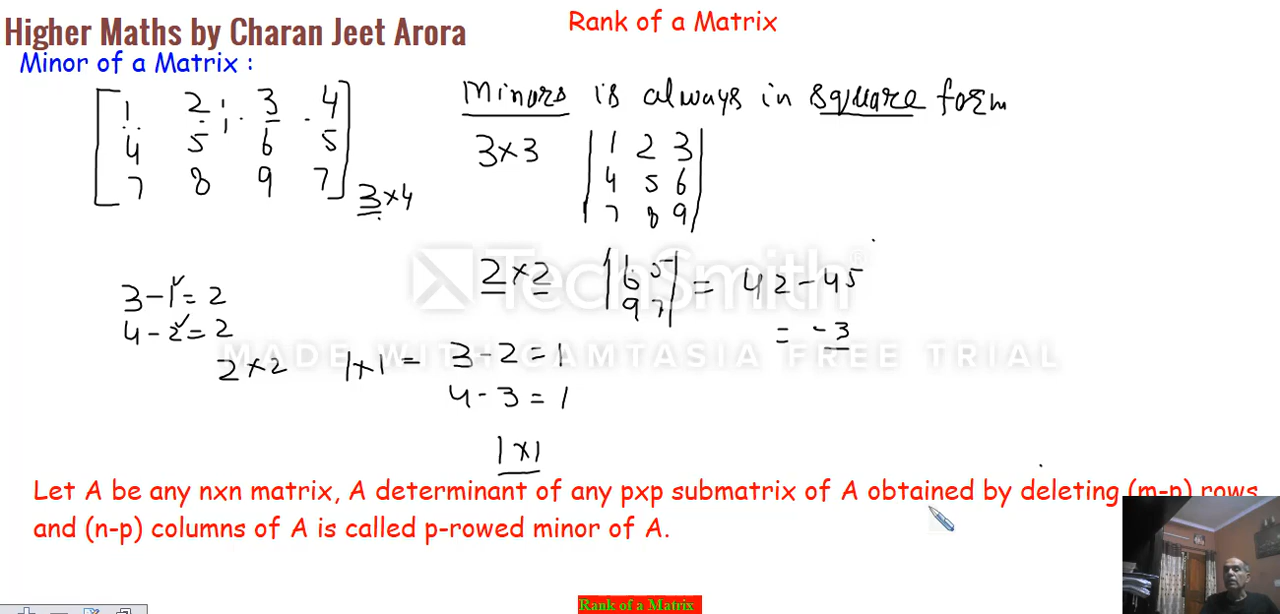 Rank of a Matrix
Higher Maths by Charan Jeet Arora
Minor of a Matrix :
1 2 3 4
4 5 6 5
7 8 9 7
3×4
Minors is always in square form
3×3
1 2 3
4 5 6
7 8 9
2×2
6 5
9 7
= 42 - 45
= -3
3-1=2
4-2=2
2×2
1×1 =
3-2=1
4-3=1
1×1
TechSmith®
MADE WITH CAMTASIA FREE TRIAL
Let A be any nxn matrix, A determinant of any pxp submatrix of A obtained by deleting (m-p) rows
and (n-p) columns of A is called p-rowed minor of A.
Rank of a Matrix